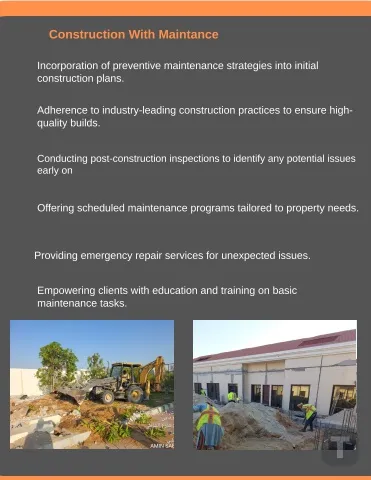 Construction With Maintance
Incorporation of preventive maintenance strategies into initial
construction plans.
Adherence to industry-leading construction practices to ensure high-
quality builds.
Conducting post-construction inspections to identify any potential issues
early on
Offering scheduled maintenance programs tailored to property needs.
Providing emergency repair services for unexpected issues.
Empowering clients with education and training on basic
maintenance tasks.
AMIN SAE
T